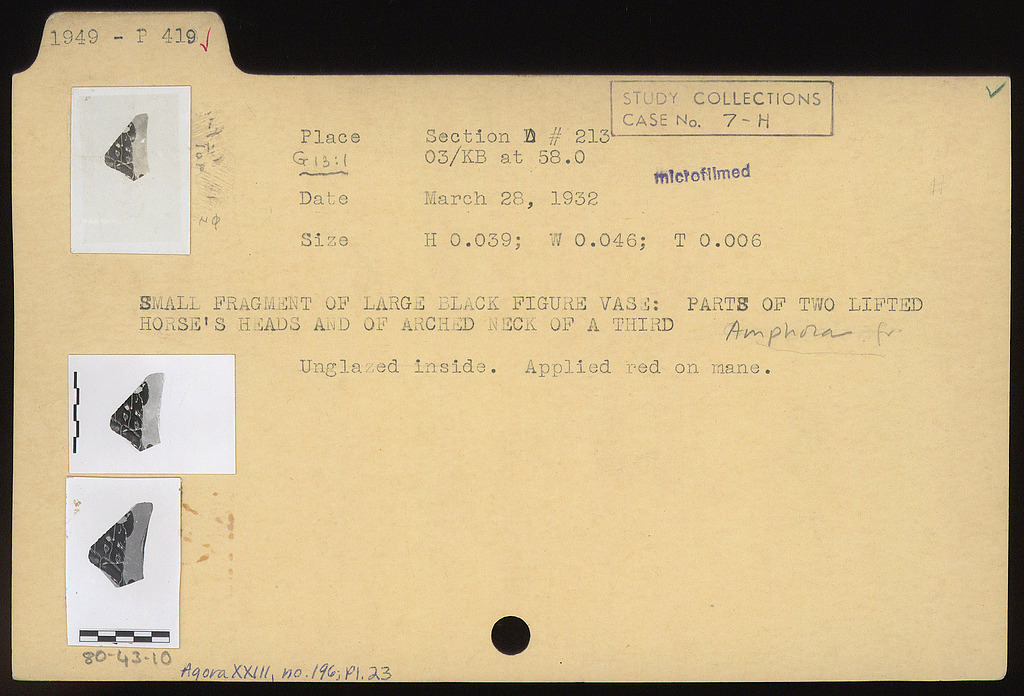 1949 - P 419
STUDY COLLECTIONS
CASE No. 7-H
Place Section Δ # 213
G 13:1 03/KB at 58.0
microfilmed
Date March 28, 1932
Size H 0.039; W 0.046; T 0.006
SMALL FRAGMENT OF LARGE BLACK FIGURE VASE: PARTS OF TWO LIFTED
HORSE'S HEADS AND OF ARCHED NECK OF A THIRD
Amphora fr
Unglazed inside. Applied red on mane.
80-43-10
Agora XXIII, no. 196; Pl. 23